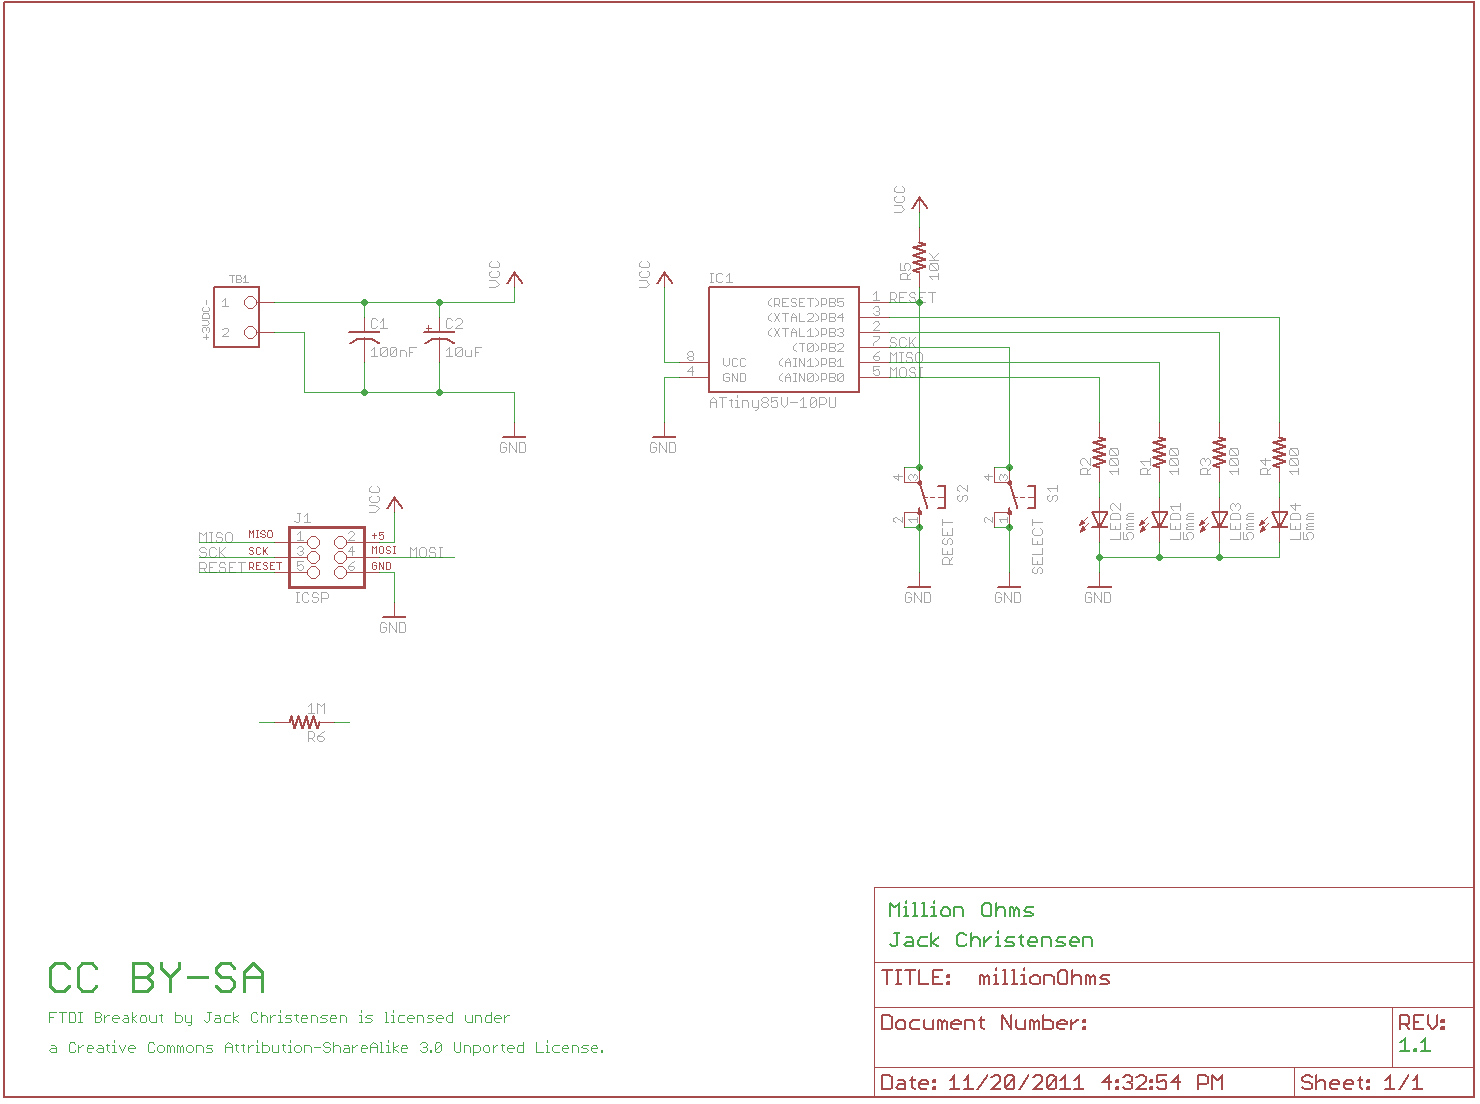 VCC
R5
10K
TB1
+3VDC-
1
2
C1
100nF
C2
10uF
VCC
GND
VCC
IC1
(RESET)PB5
(XTAL2)PB4
(XTAL1)PB3
(T0)PB2
VCC (AIN1)PB1
GND (AIN0)PB0
8
4
1 RESET
3
2
7 SCK
6 MISO
5 MOSI
ATtiny85V-10PU
GND
R2
100
R1
100
R3
100
R4
100
4
3
2
1
S2
RESET
GND
4
3
2
1
S1
SELECT
GND
LED2
5mm
LED1
5mm
LED3
5mm
LED4
5mm
GND
VCC
J1
MISO MISO 1 2 +5
SCK SCK 3 4 MOSI MOSI
RESET RESET 5 6 GND
ICSP
GND
1M
R6
Million Ohms
Jack Christensen
TITLE: millionOhms
Document Number:
REV:
1.1
Date: 11/20/2011 4:32:54 PM
Sheet: 1/1
CC BY-SA
FTDI Breakout by Jack Christensen is licensed under
a Creative Commons Attribution-ShareAlike 3.0 Unported License.